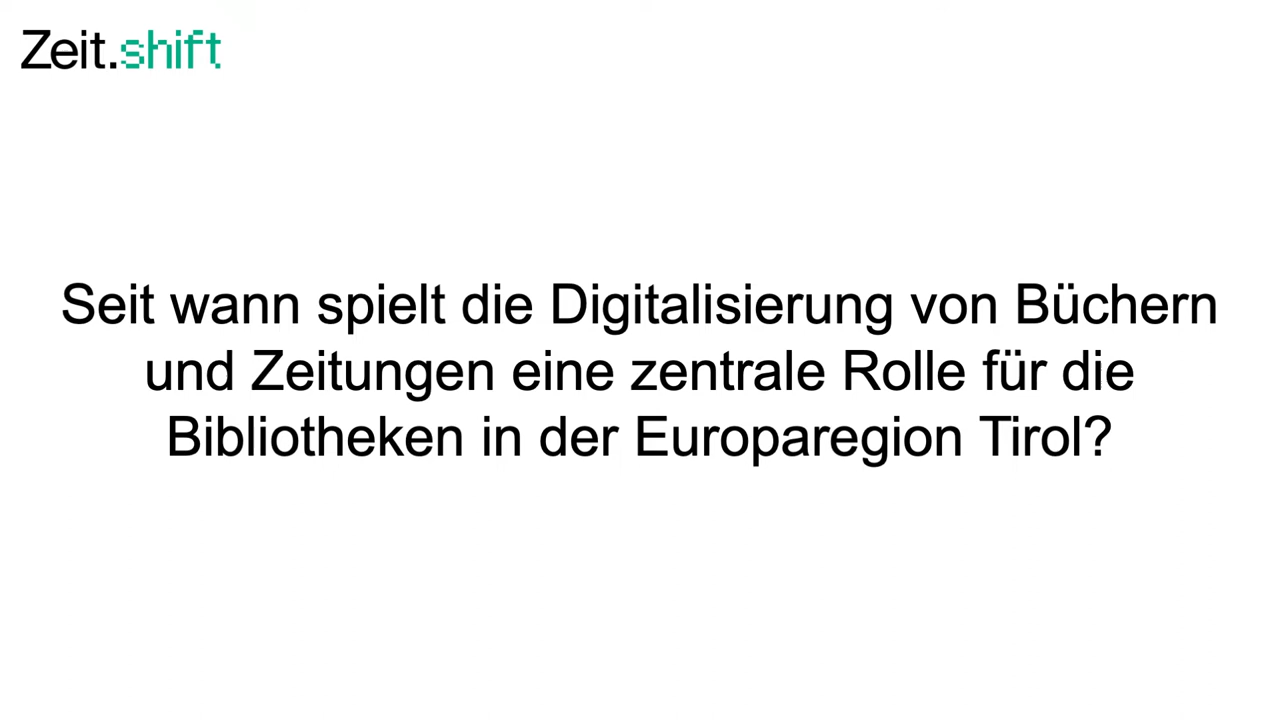 Zeit.shift
Seit wann spielt die Digitalisierung von Büchern
und Zeitungen eine zentrale Rolle für die
Bibliotheken in der Europaregion Tirol?